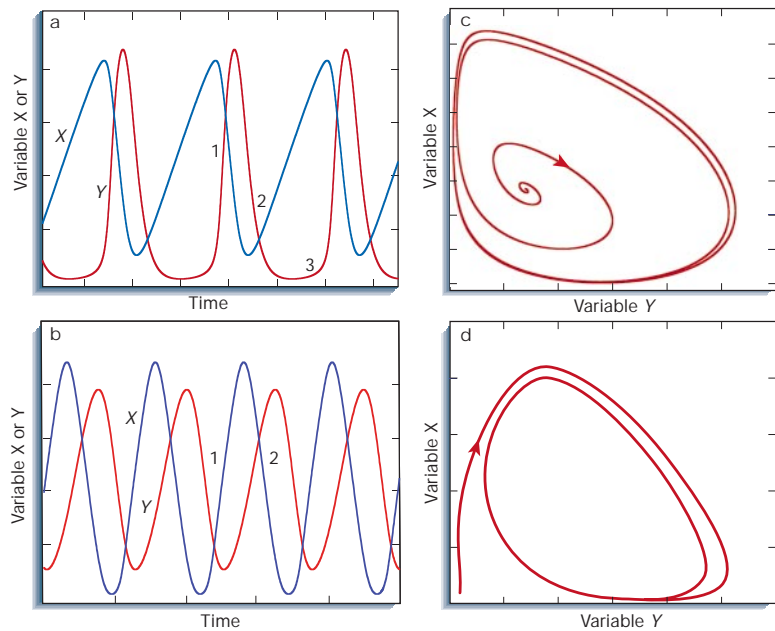 a
Variable X or Y
X
Y
1
2
3
Time
b
Variable X or Y
X
Y
1
2
Time
c
Variable X
Variable Y
d
Variable X
Variable Y